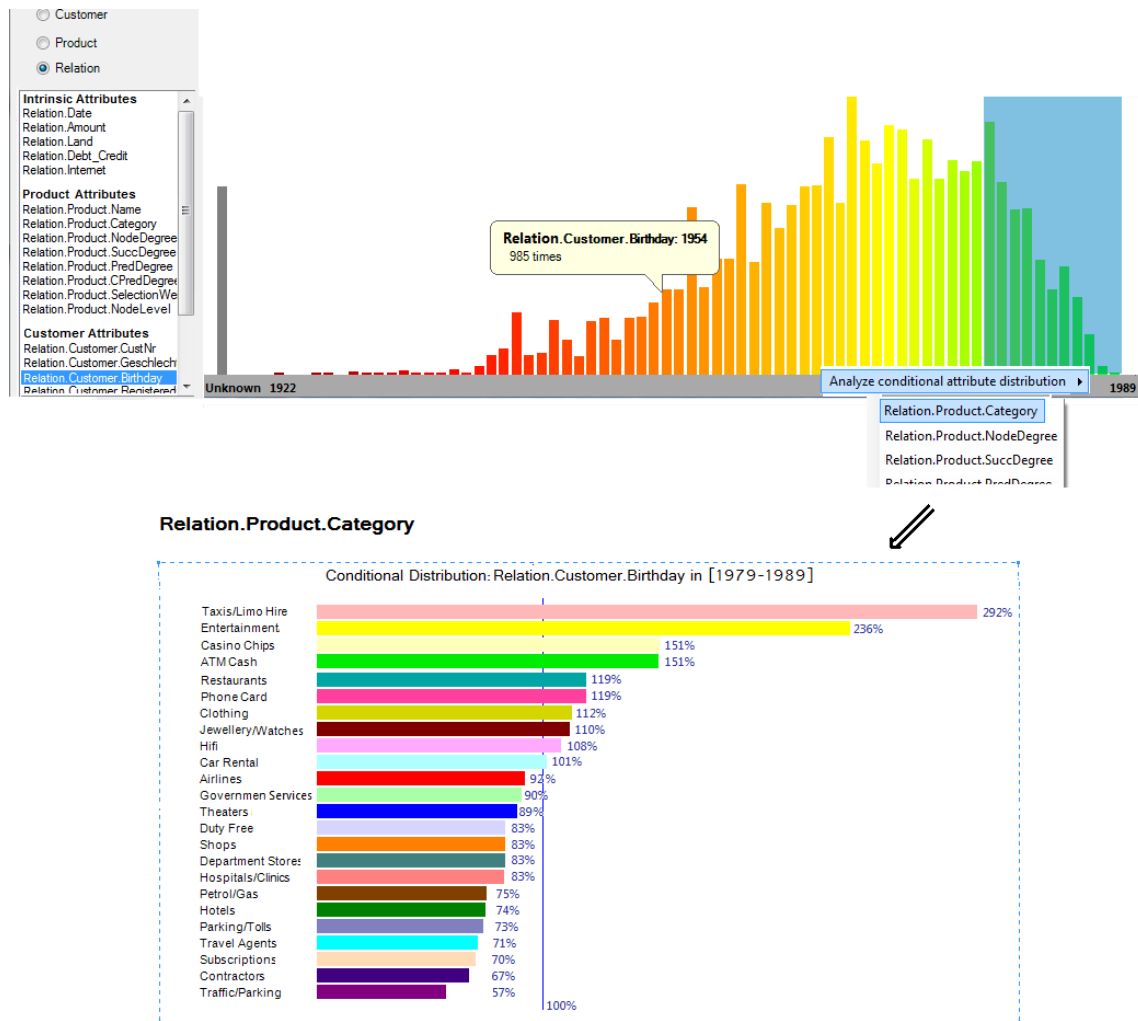 Customer
Product
Relation
Intrinsic Attributes
Relation.Date
Relation.Amount
Relation.Land
Relation.Debt_Credit
Relation.Internet
Product Attributes
Relation.Product.Name
Relation.Product.Category
Relation.Product.NodeDegree
Relation.Product.SuccDegree
Relation.Product.PredDegree
Relation.Product.CPredDegree
Relation.Product.SelectionWe
Relation.Product.NodeLevel
Customer Attributes
Relation.Customer.CustNr
Relation.Customer.Geschlech
Relation.Customer.Birthday
Relation.Customer.Registered
Relation.Customer.Birthday: 1954
985 times
Unknown 1922
1989
Analyze conditional attribute distribution
Relation.Product.Category
Relation.Product.NodeDegree
Relation.Product.SuccDegree
Relation.Product.PredDegree
Relation.Product.Category
Conditional Distribution: Relation.Customer.Birthday in [1979-1989]
Taxis/Limo Hire 292%
Entertainment 236%
Casino Chips 151%
ATM Cash 151%
Restaurants 119%
Phone Card 119%
Clothing 112%
Jewellery/Watches 110%
Hifi 108%
Car Rental 101%
Airlines 92%
Governmen Services 90%
Theaters 89%
Duty Free 83%
Shops 83%
Department Stores 83%
Hospitals/Clinics 83%
Petrol/Gas 75%
Hotels 74%
Parking/Tolls 73%
Travel Agents 71%
Subscriptions 70%
Contractors 67%
Traffic/Parking 57%
100%